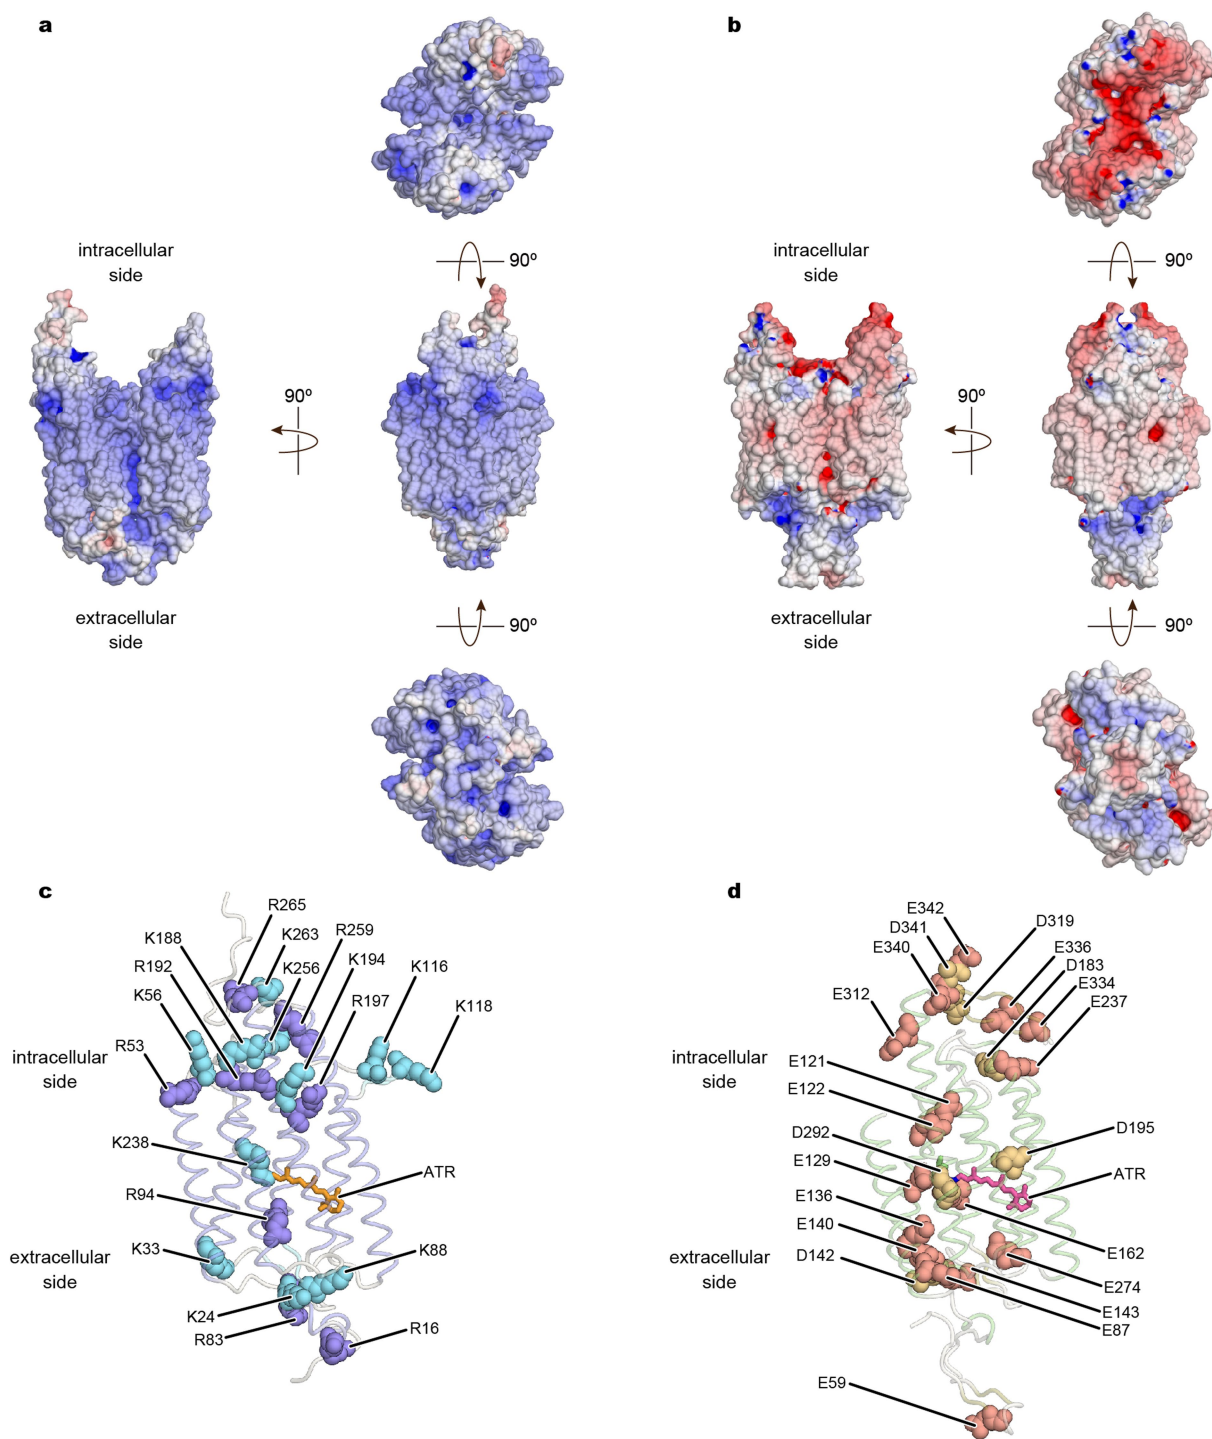 a
b
intracellular
side
90º
intracellular
side
90º
90º
90º
extracellular
side
90º
extracellular
side
90º
c
R265
K188
K263
R259
R192
K256
K194
K56
R197
K116
K118
R53
intracellular
side
K238
ATR
R94
K33
K88
extracellular
side
K24
R83
R16
d
E342
D341
D319
E340
E336
D183
E312
E334
E237
intracellular
side
E121
E122
D292
D195
E129
ATR
E136
E140
E162
extracellular
side
D142
E274
E143
E87
E59